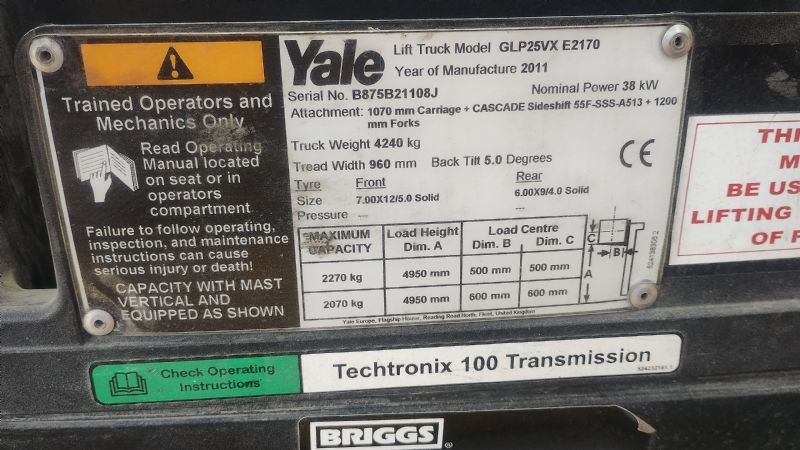 Trained Operators and
Mechanics Only
Read Operating
Manual located
on seat or in
operators
compartment
Failure to follow operating,
inspection, and maintenance
instructions can cause
serious injury or death!
CAPACITY WITH MAST
VERTICAL AND
EQUIPPED AS SHOWN
Yale
Lift Truck Model GLP25VX E2170
Year of Manufacture 2011
Serial No. B875B21108J Nominal Power 38 kW
Attachment: 1070 mm Carriage + CASCADE Sideshift 55F-SSS-A513 + 1200
mm Forks
Truck Weight 4240 kg
Tread Width 960 mm Back Tilt 5.0 Degrees
Tyre Front Rear
Size 7.00X12/5.0 Solid 6.00X9/4.0 Solid
Pressure --- ---
MAXIMUM CAPACITY Load Height Dim. A Load Centre Dim. B Dim. C
2270 kg 4950 mm 500 mm 500 mm
2070 kg 4950 mm 600 mm 600 mm
C B A
CE
Yale Europe, Flagship House, Reading Road North, Fleet, United Kingdom
Check Operating
Instructions
Techtronix 100 Transmission
BRIGGS ®
BE US
LIFTING
OF